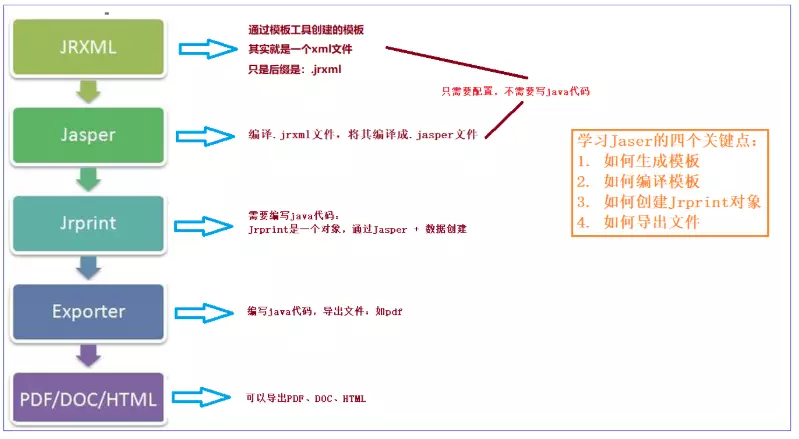 JRXML
通过模板工具创建的模板
其实就是一个xml文件
只是后缀是：.jrxml
只需要配置，不需要写java代码
Jasper
编译.jrxml文件，将其编译成.jasper文件
学习Jaser的四个关键点：
1. 如何生成模板
2. 如何编译模板
3. 如何创建Jrprint对象
4. 如何导出文件
Jrprint
需要编写java代码：
Jrprint是一个对象，通过Jasper + 数据创建
Exporter
编写java代码，导出文件：如pdf
PDF/DOC/HTML
可以导出PDF、DOC、HTML